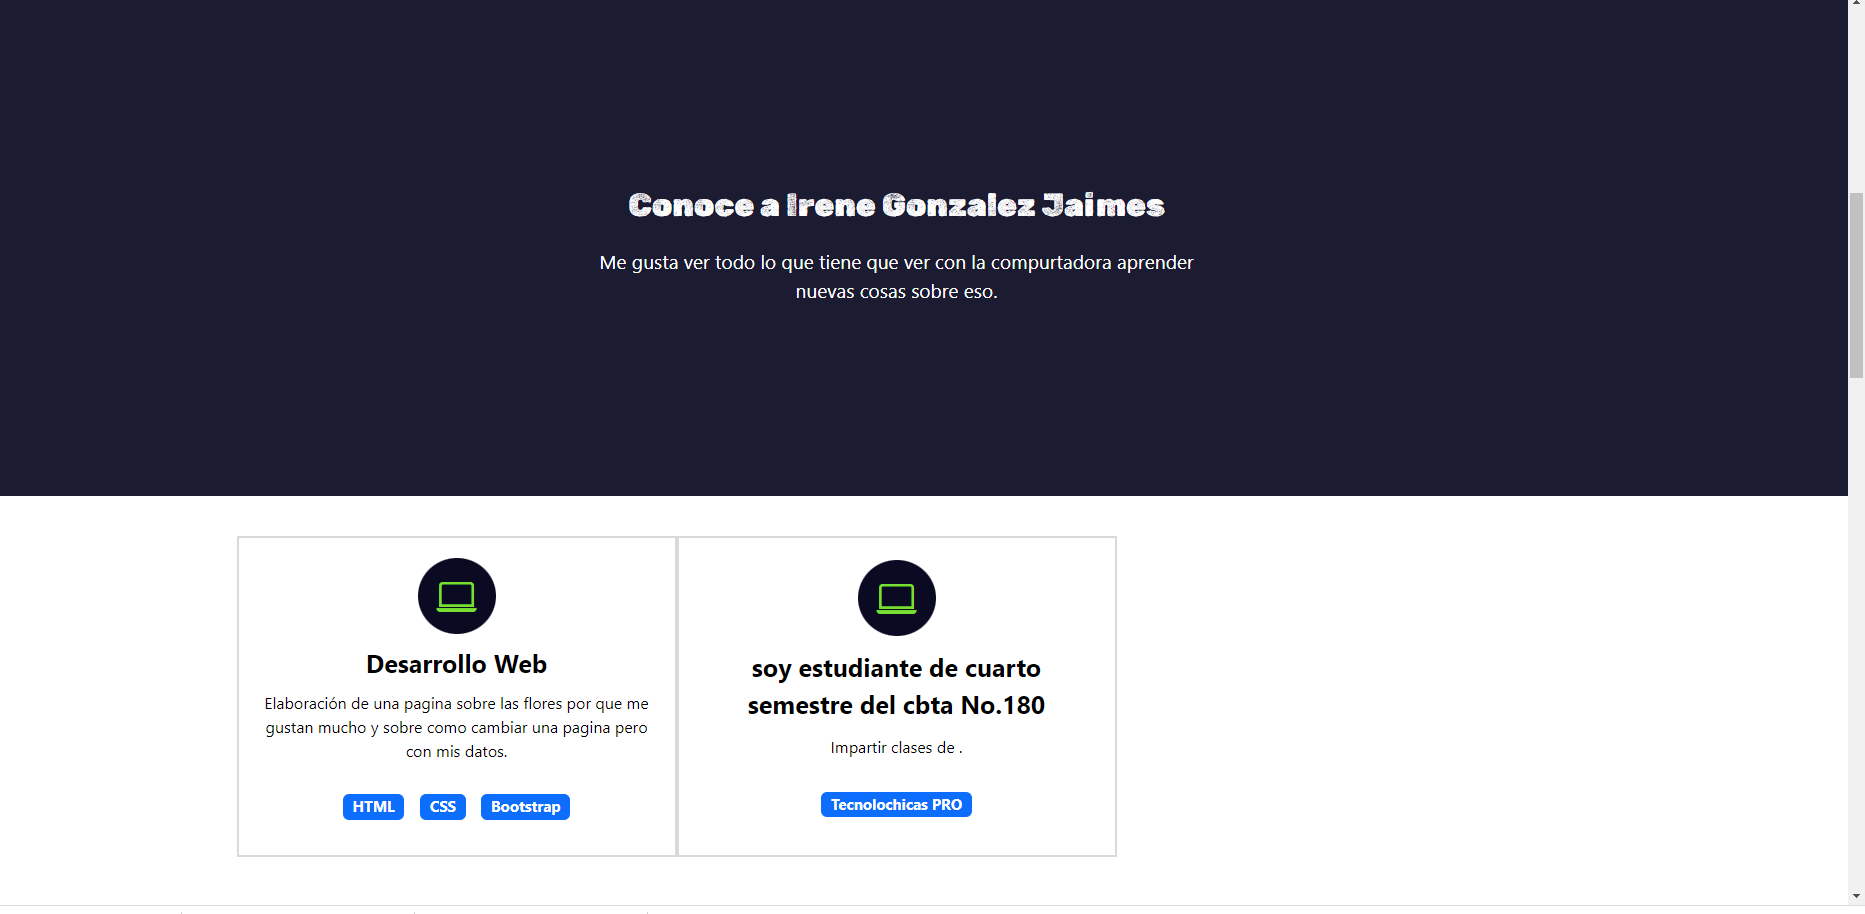 Conoce a Irene Gonzalez Jaimes
Me gusta ver todo lo que tiene que ver con la compurtadora aprender
nuevas cosas sobre eso.
Desarrollo Web
Elaboración de una pagina sobre las flores por que me
gustan mucho y sobre como cambiar una pagina pero
con mis datos.
HTML CSS Bootstrap
soy estudiante de cuarto
semestre del cbta No.180
Impartir clases de .
Tecnolochicas PRO